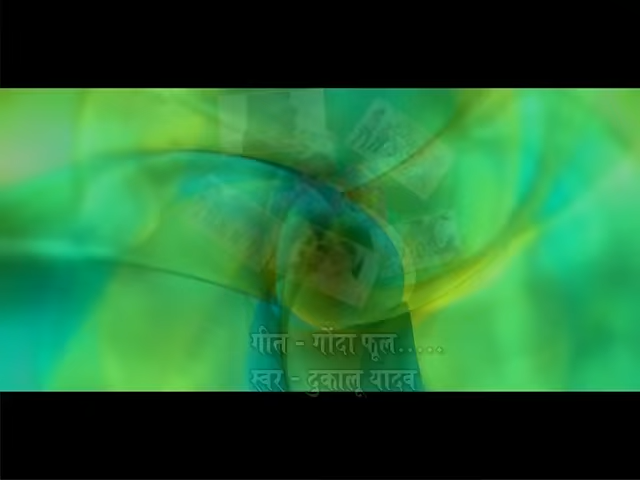 गीत - गोंदा फूल.....
स्वर - दुकालू यादव